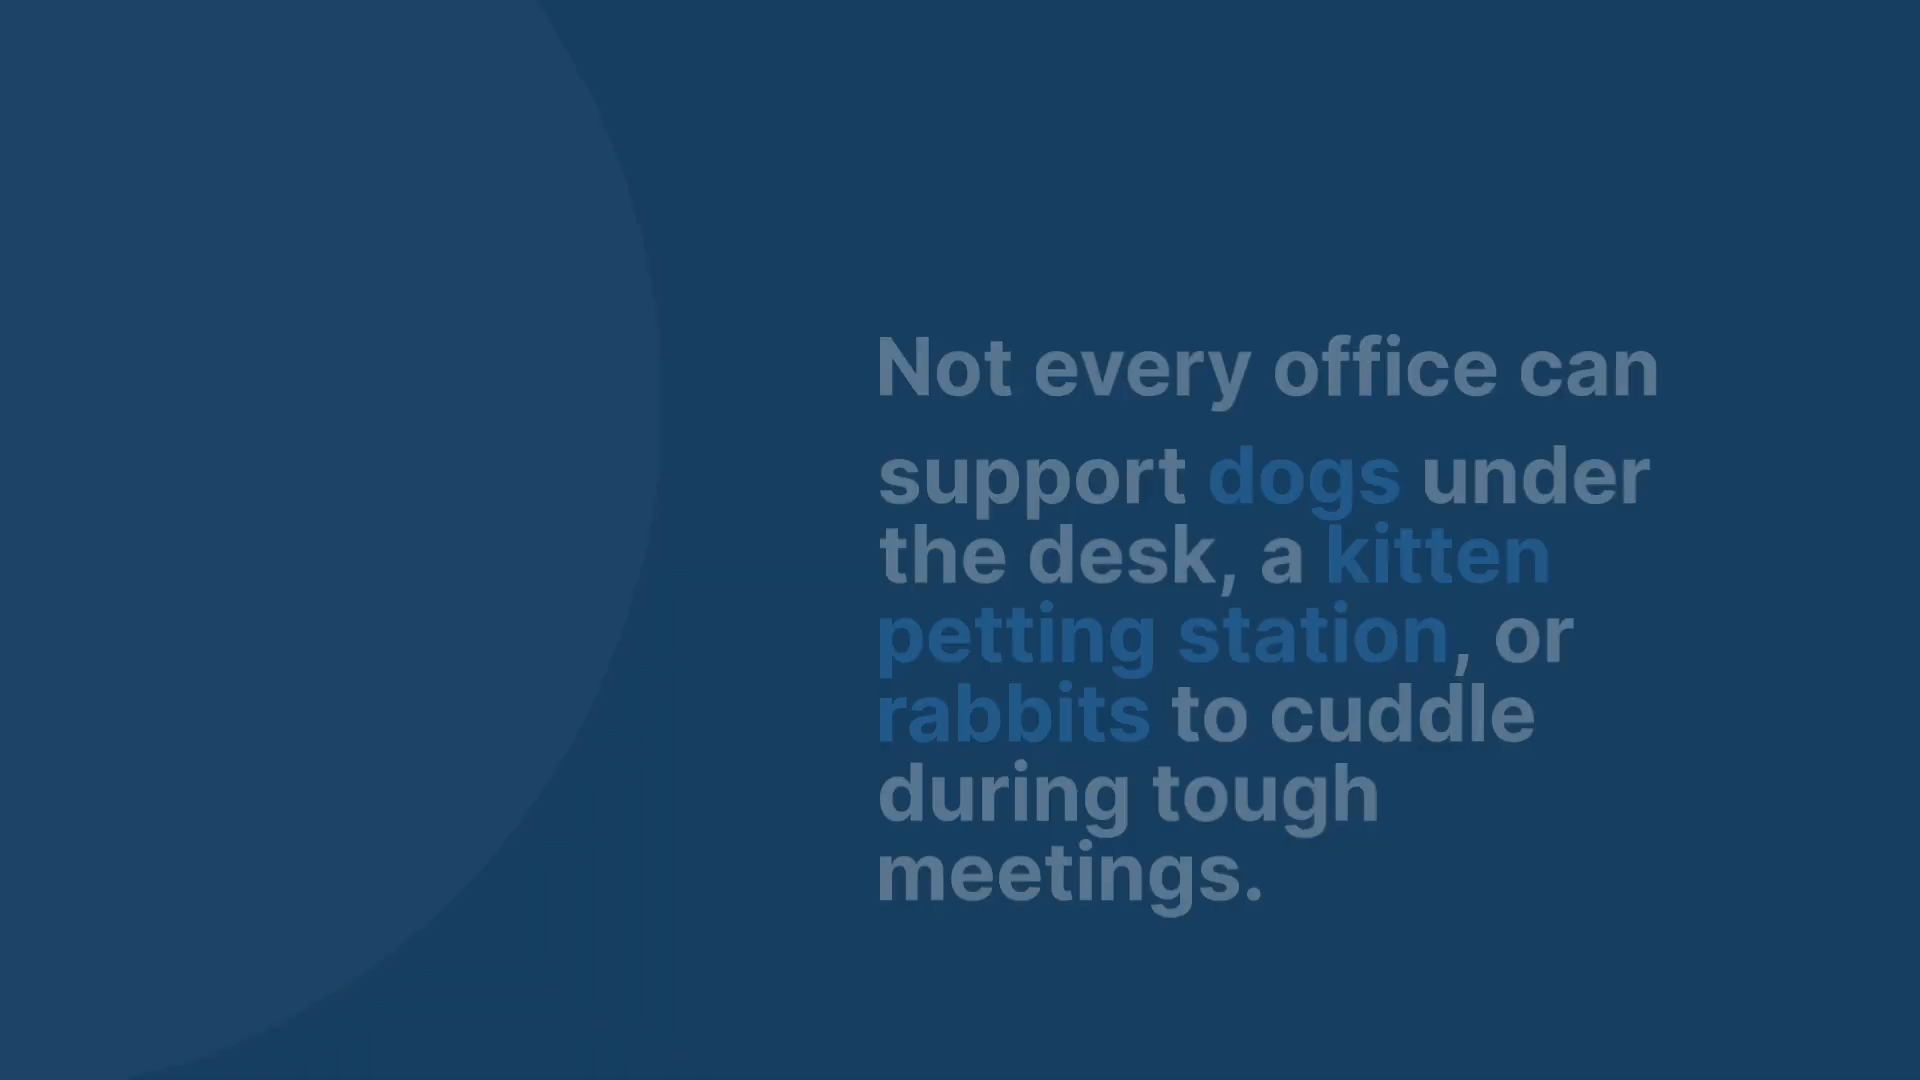 Not every office can
support dogs under
the desk, a kitten
petting station, or
rabbits to cuddle
during tough
meetings.